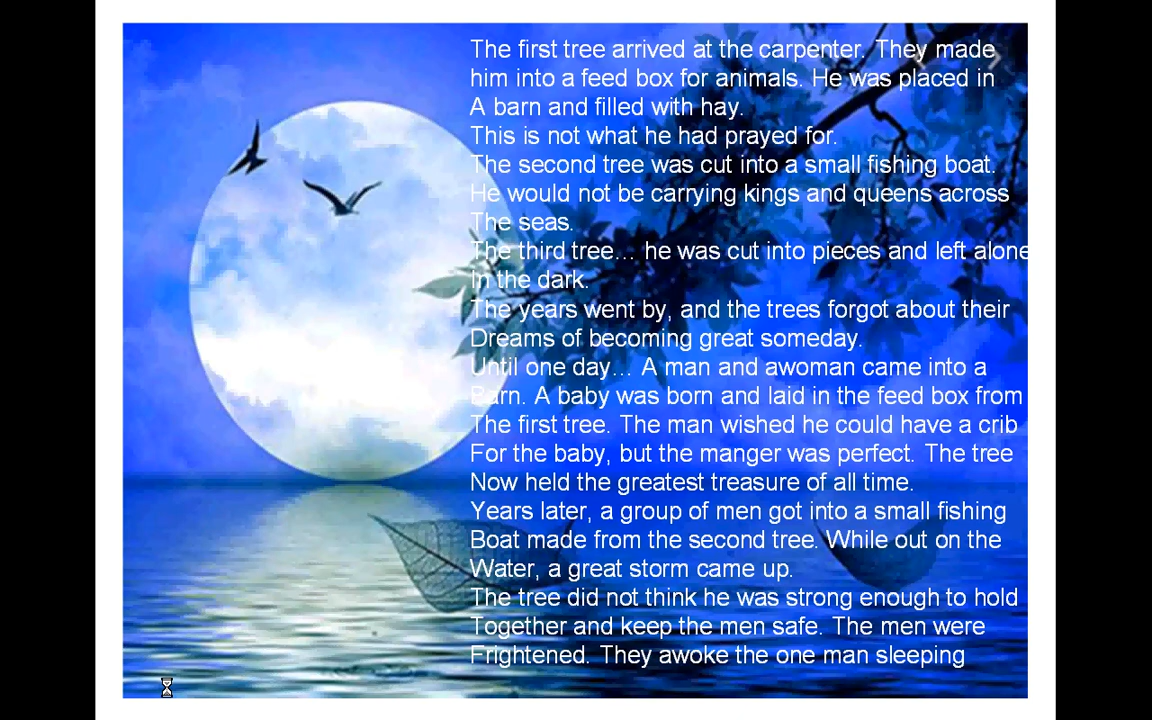 The first tree arrived at the carpenter. They made
him into a feed box for animals. He was placed in
A barn and filled with hay.
This is not what he had prayed for.
The second tree was cut into a small fishing boat.
He would not be carrying kings and queens across
The seas.
The third tree... he was cut into pieces and left alone
In the dark.
The years went by, and the trees forgot about their
Dreams of becoming great someday.
Until one day... A man and awoman came into a
Barn. A baby was born and laid in the feed box from
The first tree. The man wished he could have a crib
For the baby, but the manger was perfect. The tree
Now held the greatest treasure of all time.
Years later, a group of men got into a small fishing
Boat made from the second tree. While out on the
Water, a great storm came up.
The tree did not think he was strong enough to hold
Together and keep the men safe. The men were
Frightened. They awoke the one man sleeping